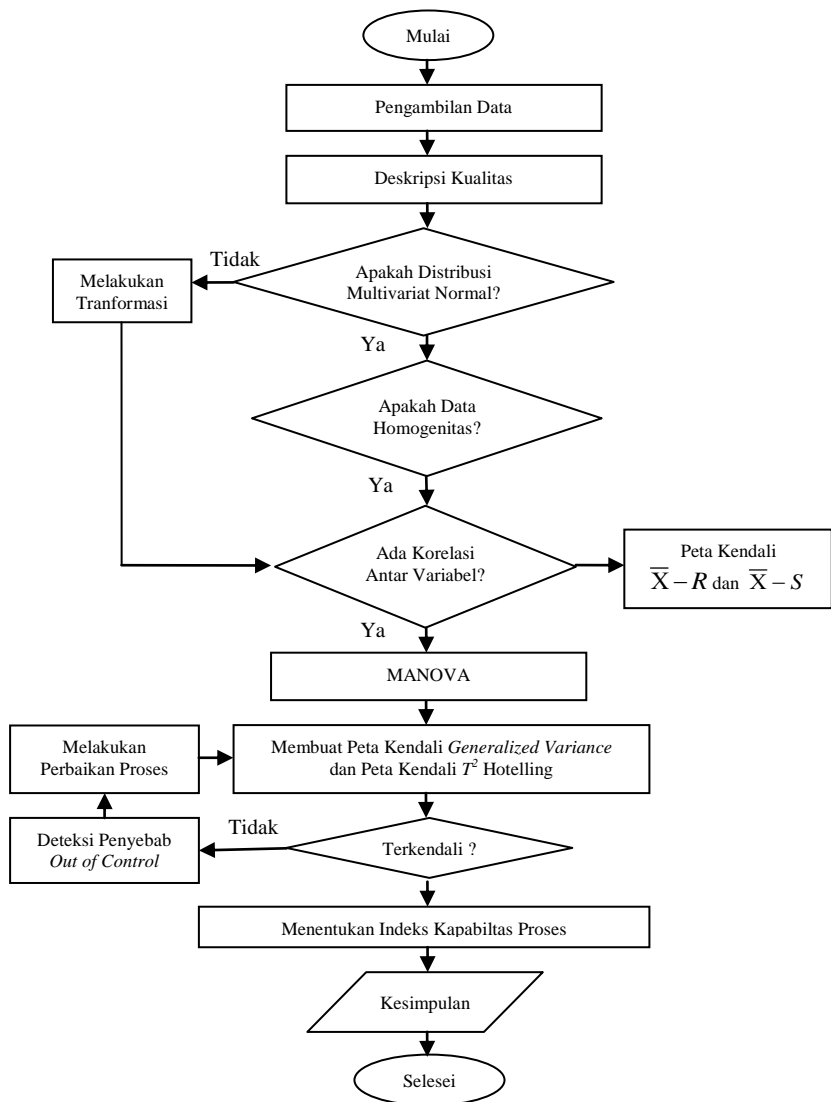 Mulai
Pengambilan Data
Deskripsi Kualitas
Tidak
Melakukan
Tranformasi
Apakah Distribusi
Multivariat Normal?
Ya
Apakah Data
Homogenitas?
Ya
Ada Korelasi
Antar Variabel?
Peta Kendali
X̅ – R dan X̅ – S
Ya
MANOVA
Melakukan
Perbaikan Proses
Membuat Peta Kendali Generalized Variance
dan Peta Kendali T² Hotelling
Tidak
Deteksi Penyebab
Out of Control
Terkendali ?
Menentukan Indeks Kapabiltas Proses
Kesimpulan
Selesei